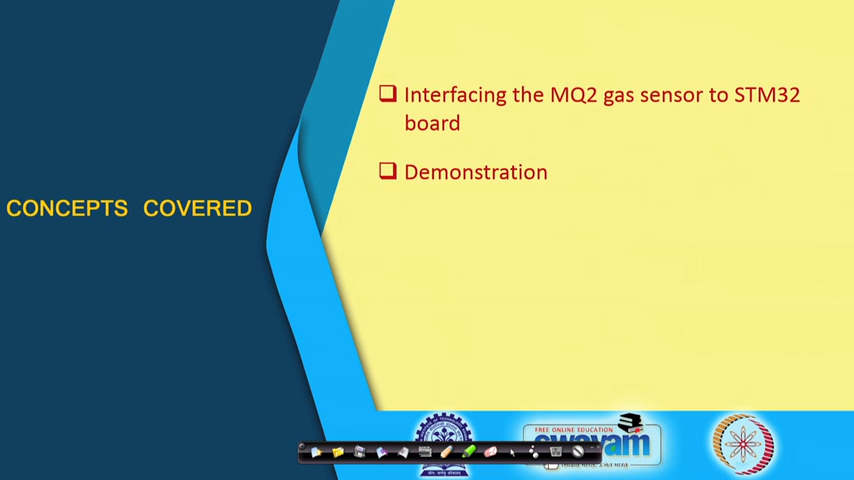 Interfacing the MQ2 gas sensor to STM32
board
Demonstration
CONCEPTS COVERED
FREE ONLINE EDUCATION
swayam